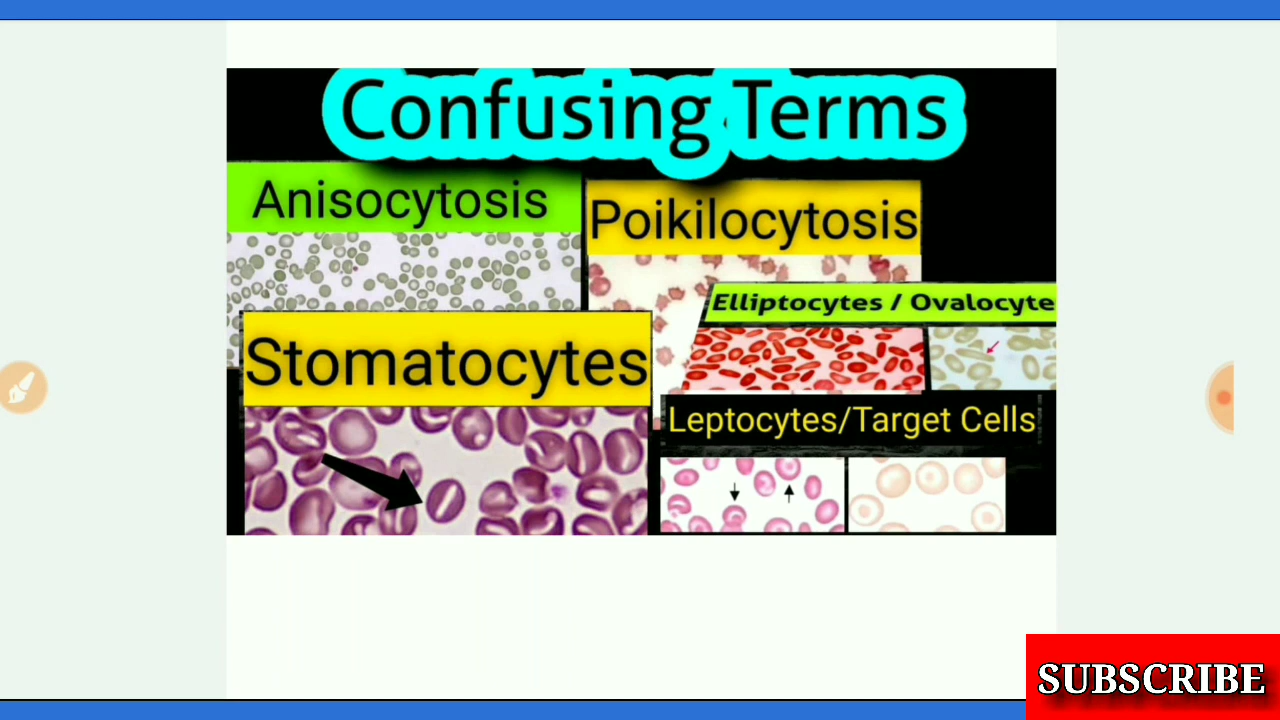 Confusing Terms
Anisocytosis
Poikilocytosis
Elliptocytes / Ovalocyte
Stomatocytes
Leptocytes/Target Cells
SUBSCRIBE